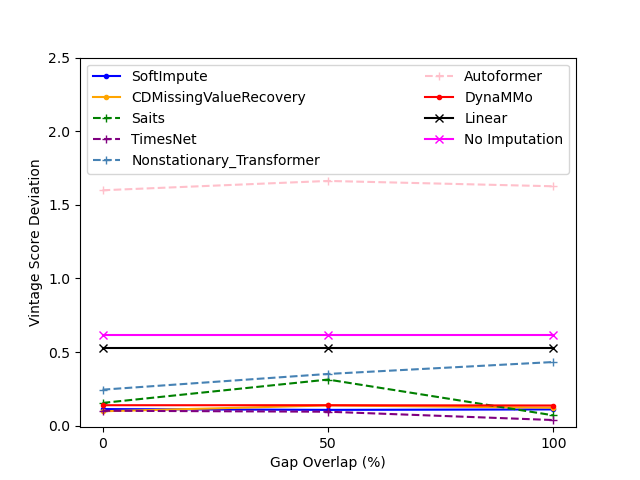 2.5
2.0
1.5
1.0
0.5
0.0
Vintage Score Deviation
SoftImpute
CDMissingValueRecovery
Saits
TimesNet
Nonstationary_Transformer
Autoformer
DynaMMo
Linear
No Imputation
0
50
100
Gap Overlap (%)